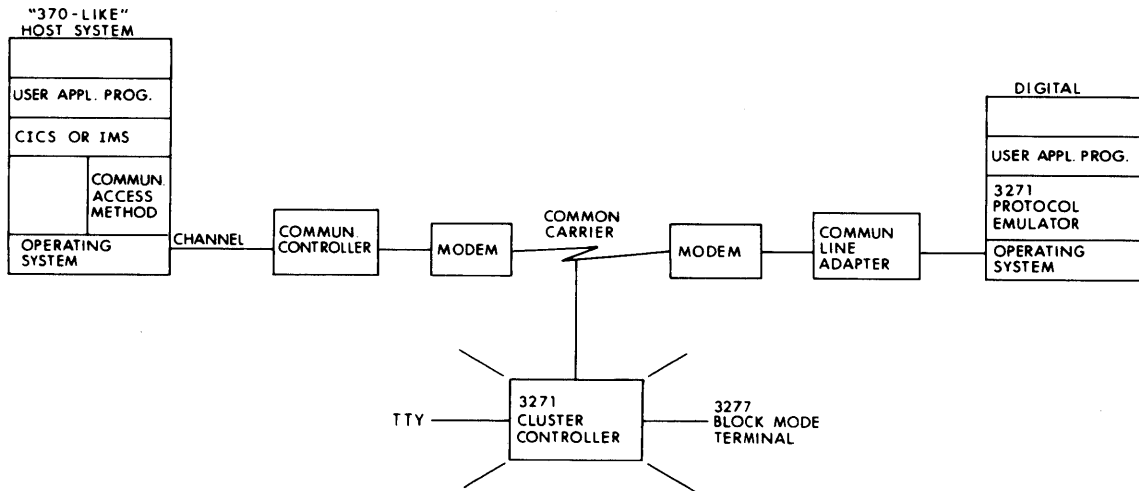 "370-LIKE"
HOST SYSTEM
USER APPL. PROG.
CICS OR IMS
COMMUN.
ACCESS
METHOD
OPERATING
SYSTEM
CHANNEL
COMMUN.
CONTROLLER
MODEM
COMMON
CARRIER
MODEM
COMMUN
LINE
ADAPTER
DIGITAL
USER APPL. PROG.
3271
PROTOCOL
EMULATOR
OPERATING
SYSTEM
TTY
3271
CLUSTER
CONTROLLER
3277
BLOCK MODE
TERMINAL